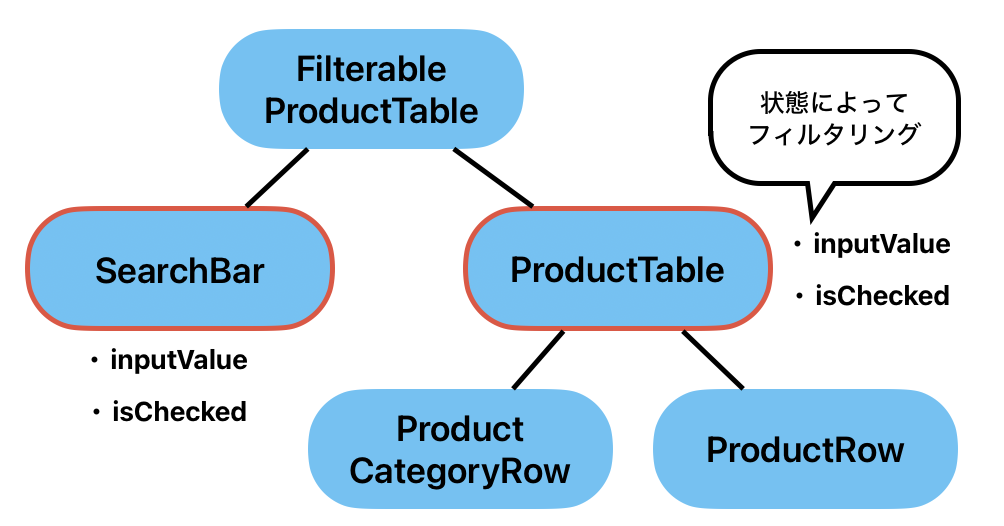 Filterable
ProductTable
状態によって
フィルタリング
SearchBar
ProductTable
・inputValue
・isChecked
・inputValue
・isChecked
Product
CategoryRow
ProductRow